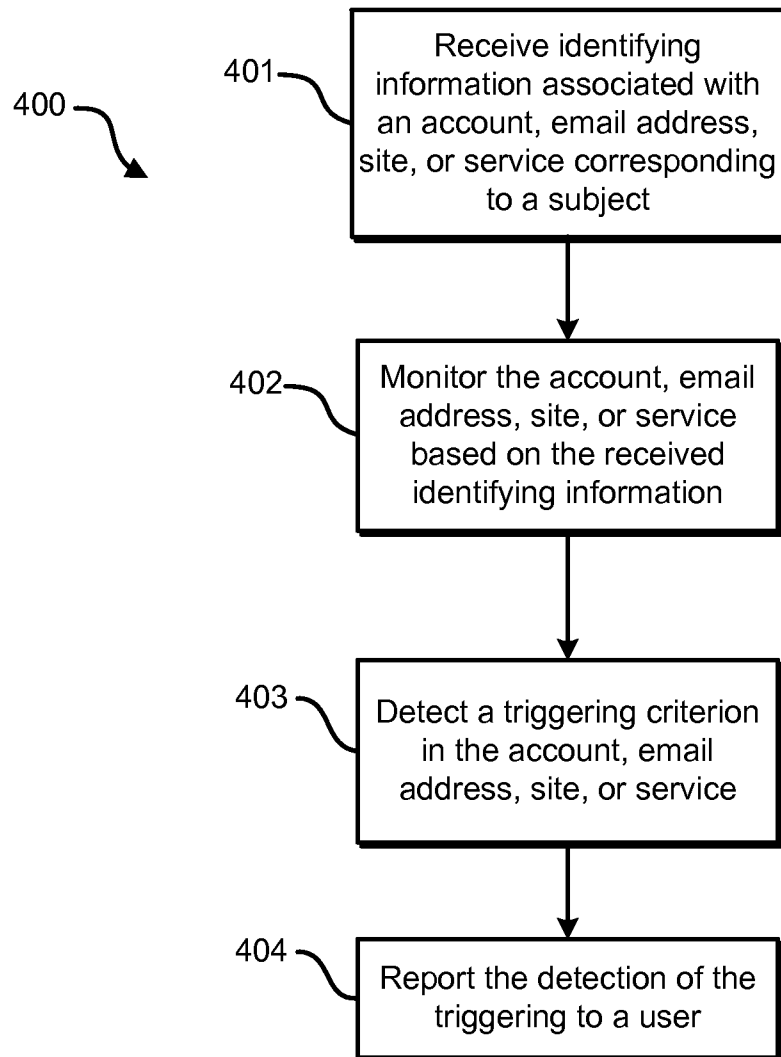 400
401
Receive identifying
information associated with
an account, email address,
site, or service corresponding
to a subject
402
Monitor the account, email
address, site, or service
based on the received
identifying information
403
Detect a triggering criterion
in the account, email
address, site, or service
404
Report the detection of the
triggering to a user